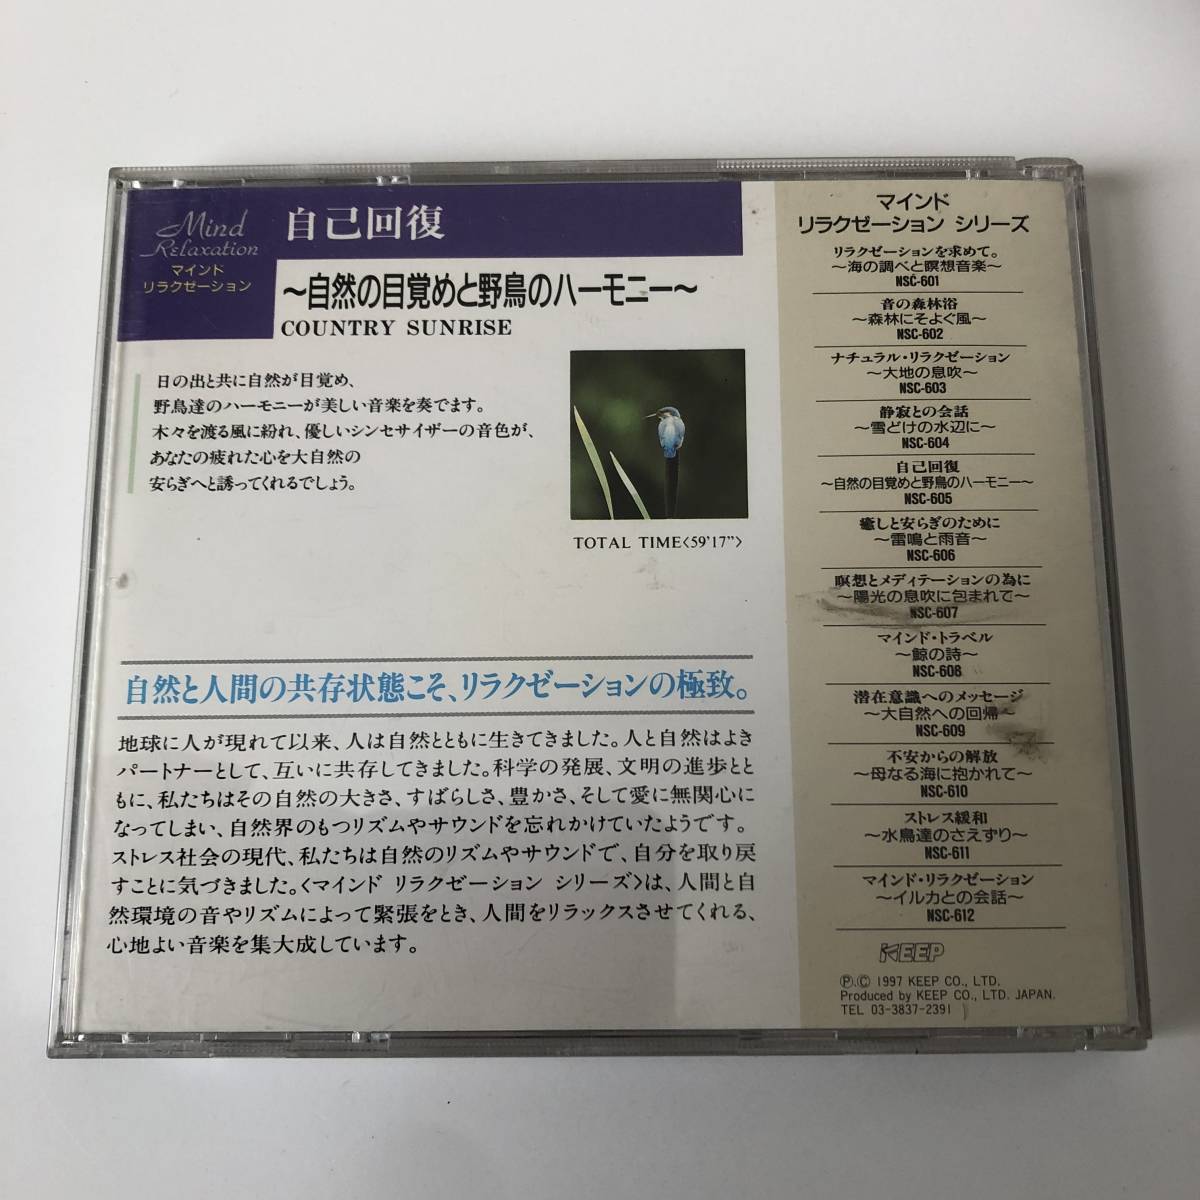 Mind
Relaxation
マインド
リラクゼーション
自己回復
～自然の目覚めと野鳥のハーモニー～
COUNTRY SUNRISE
日の出と共に自然が目覚め、
野鳥達のハーモニーが美しい音楽を奏でます。
木々を渡る風に紛れ、優しいシンセサイザーの音色が、
あなたの疲れた心を大自然の
安らぎへと誘ってくれるでしょう。
TOTAL TIME〈59'17"〉
自然と人間の共存状態こそ、リラクゼーションの極致。
地球に人が現れて以来、人は自然とともに生きてきました。人と自然はよき
パートナーとして、互いに共存してきました。科学の発展、文明の進歩とと
もに、私たちはその自然の大きさ、すばらしさ、豊かさ、そして愛に無関心に
なってしまい、自然界のもつリズムやサウンドを忘れかけていたようです。
ストレス社会の現代、私たちは自然のリズムやサウンドで、自分を取り戻
すことに気づきました。〈マインド リラクゼーション シリーズ〉は、人間と自
然環境の音やリズムによって緊張をとき、人間をリラックスさせてくれる、
心地よい音楽を集大成しています。
マインド
リラクゼーション シリーズ
リラクゼーションを求めて。
～海の調べと瞑想音楽～
NSC-601
音の森林浴
～森林にそよぐ風～
NSC-602
ナチュラル・リラクゼーション
～大地の息吹～
NSC-603
静寂との会話
～雪どけの水辺に～
NSC-604
自己回復
～自然の目覚めと野鳥のハーモニー～
NSC-605
癒しと安らぎのために
～雷鳴と雨音～
NSC-606
瞑想とメディテーションの為に
～陽光の息吹に包まれて～
NSC-607
マインド・トラベル
～鯨の詩～
NSC-608
潜在意識へのメッセージ
～大自然への回帰～
NSC-609
不安からの解放
～母なる海に抱かれて～
NSC-610
ストレス緩和
～水鳥達のさえずり～
NSC-611
マインド・リラクゼーション
～イルカとの会話～
NSC-612
KEEP
Ⓟ,Ⓒ 1997 KEEP CO., LTD.
Produced by KEEP CO., LTD. JAPAN.
TEL 03-3837-2391